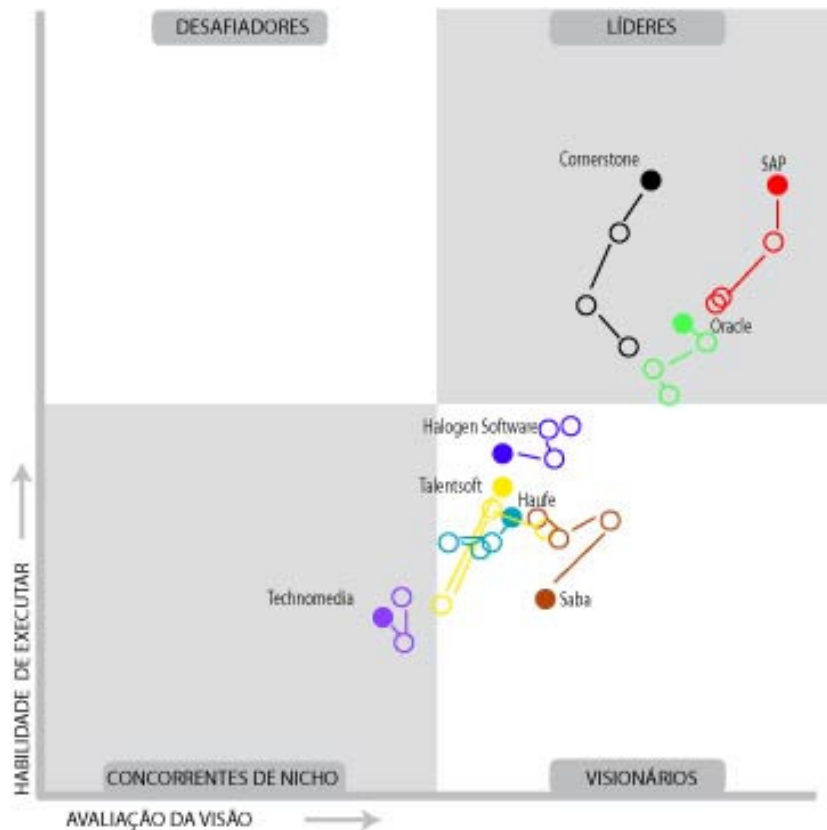 DESAFIADORES
LÍDERES
Cornerstone
SAP
Oracle
Halogen Software
Talentsoft
Haufe
Technomedia
Saba
HABILIDADE DE EXECUTAR
CONCORRENTES DE NICHO
VISIONÁRIOS
AVALIAÇÃO DA VISÃO